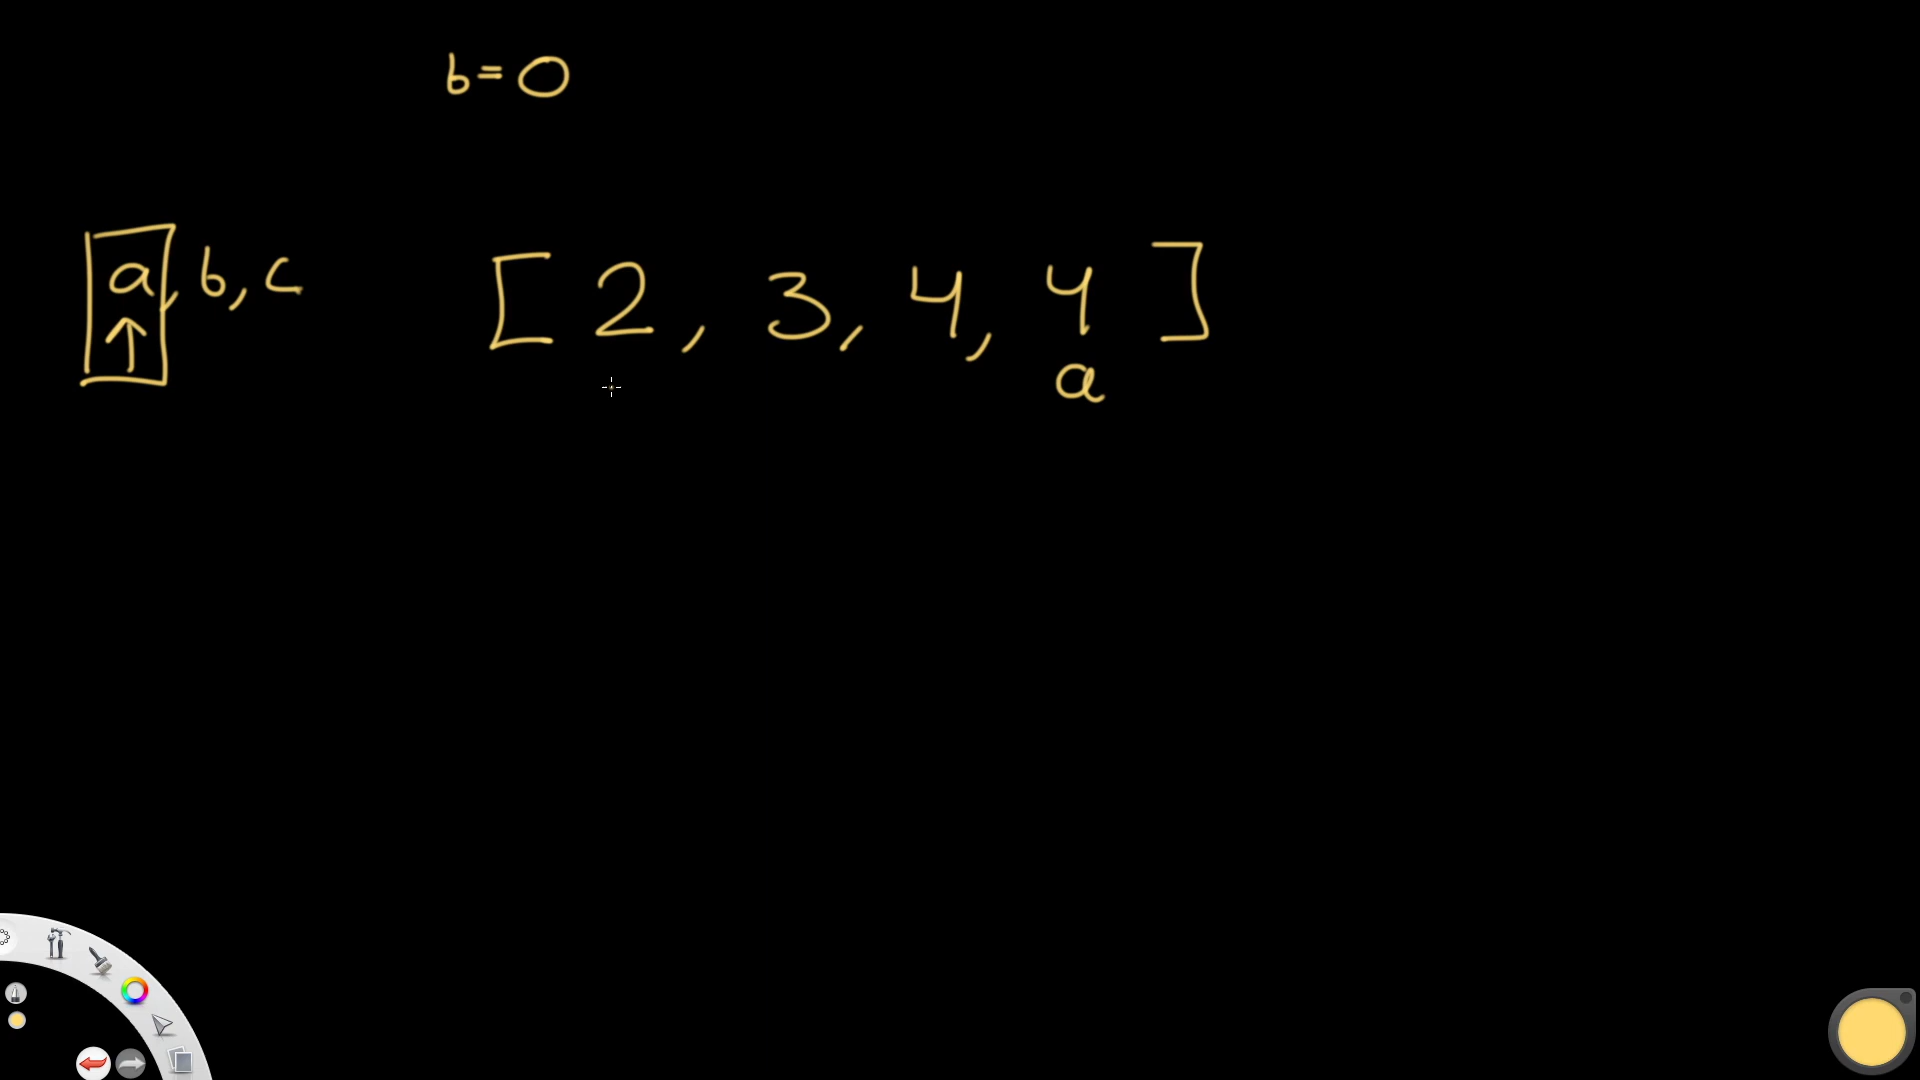 b=0
a, b, c [ 2, 3, 4, 4 ]
a